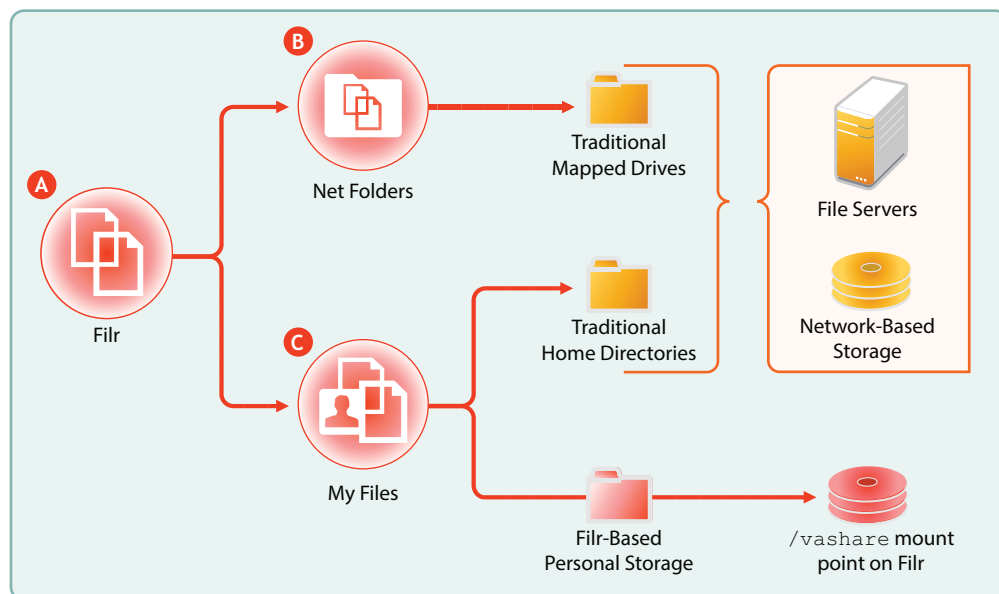 A
Filr
B
Net Folders
C
My Files
Traditional
Mapped Drives
Traditional
Home Directories
File Servers
Network-Based
Storage
Filr-Based
Personal Storage
/vashare mount
point on Filr